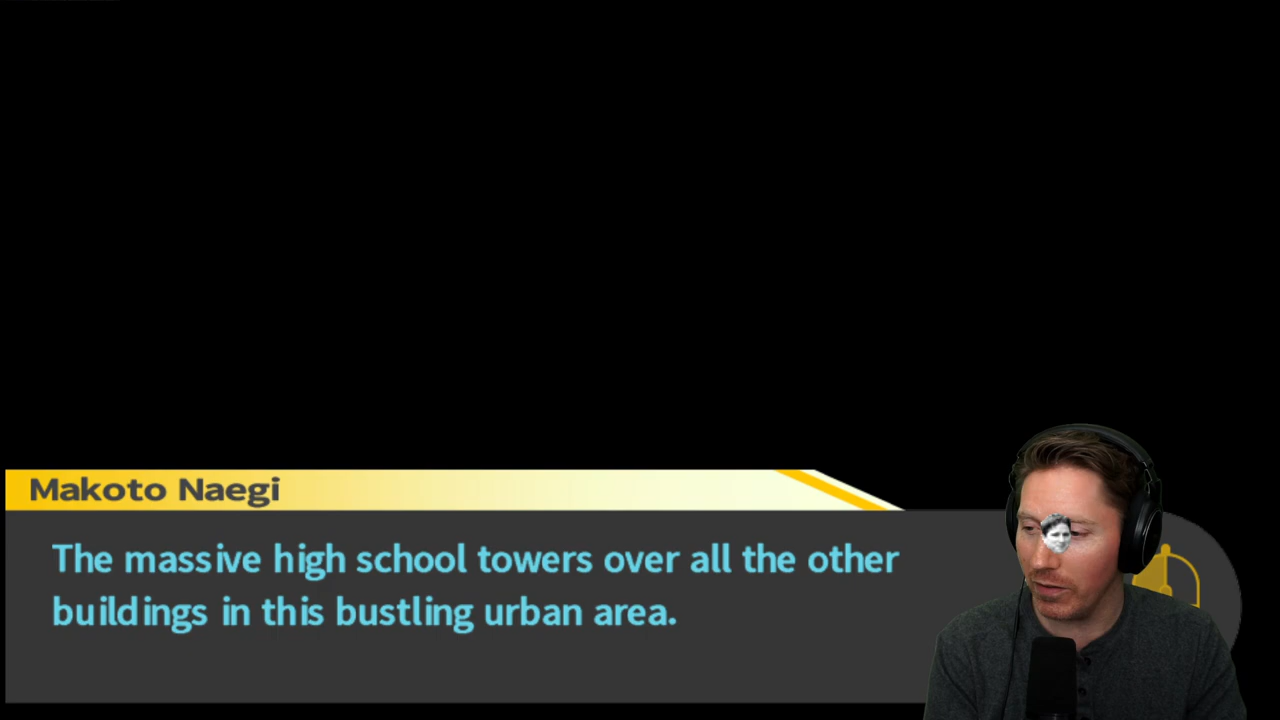 Makoto Naegi
The massive high school towers over all the other
buildings in this bustling urban area.